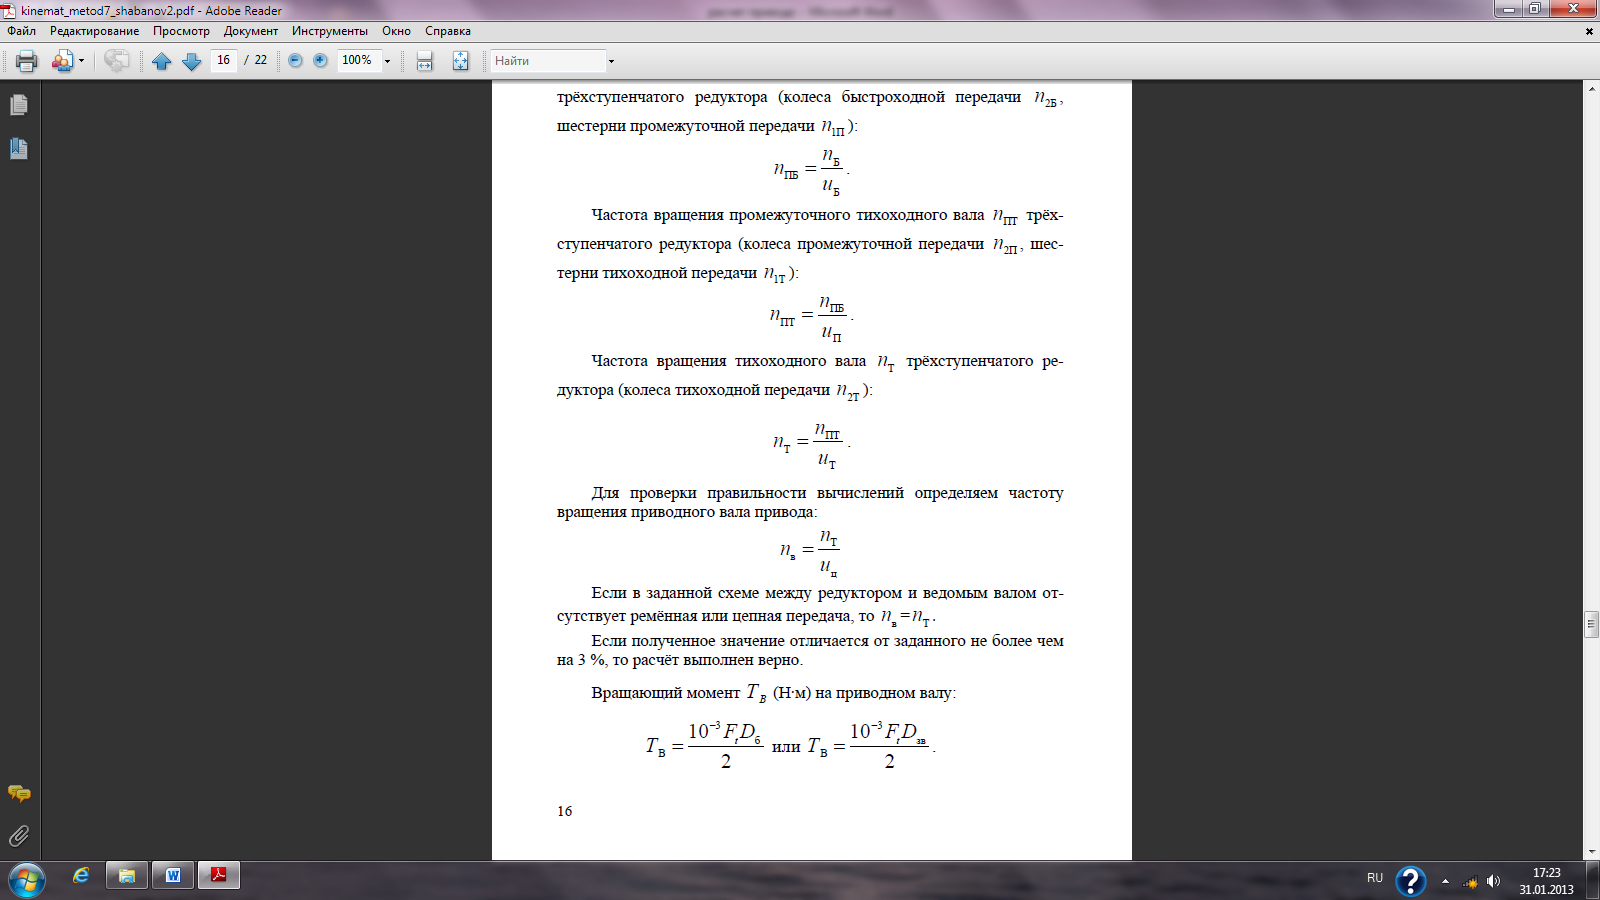 kinemat_metod7_shabanov2.pdf - Adobe Reader
Файл Редактирование Просмотр Документ Инструменты Окно Справка
16 / 22 100% Найти
трёхступенчатого редуктора (колеса быстроходной передачи n2Б,
шестерни промежуточной передачи n1П):
nПБ = nБ / uБ .
Частота вращения промежуточного тихоходного вала nПТ трёх-
ступенчатого редуктора (колеса промежуточной передачи n2П, шес-
терни тихоходной передачи n1Т):
nПТ = nПБ / uП .
Частота вращения тихоходного вала nТ трёхступенчатого ре-
дуктора (колеса тихоходной передачи n2Т):
nТ = nПТ / uТ .
Для проверки правильности вычислений определяем частоту
вращения приводного вала привода:
nв = nТ / uц
Если в заданной схеме между редуктором и ведомым валом от-
сутствует ремённая или цепная передача, то nв=nТ.
Если полученное значение отличается от заданного не более чем
на 3 %, то расчёт выполнен верно.
Вращающий момент TВ (Н·м) на приводном валу:
TВ = 10⁻³FtDб / 2 или TВ = 10⁻³FtDзв / 2 .
16
RU
17:23
31.01.2013